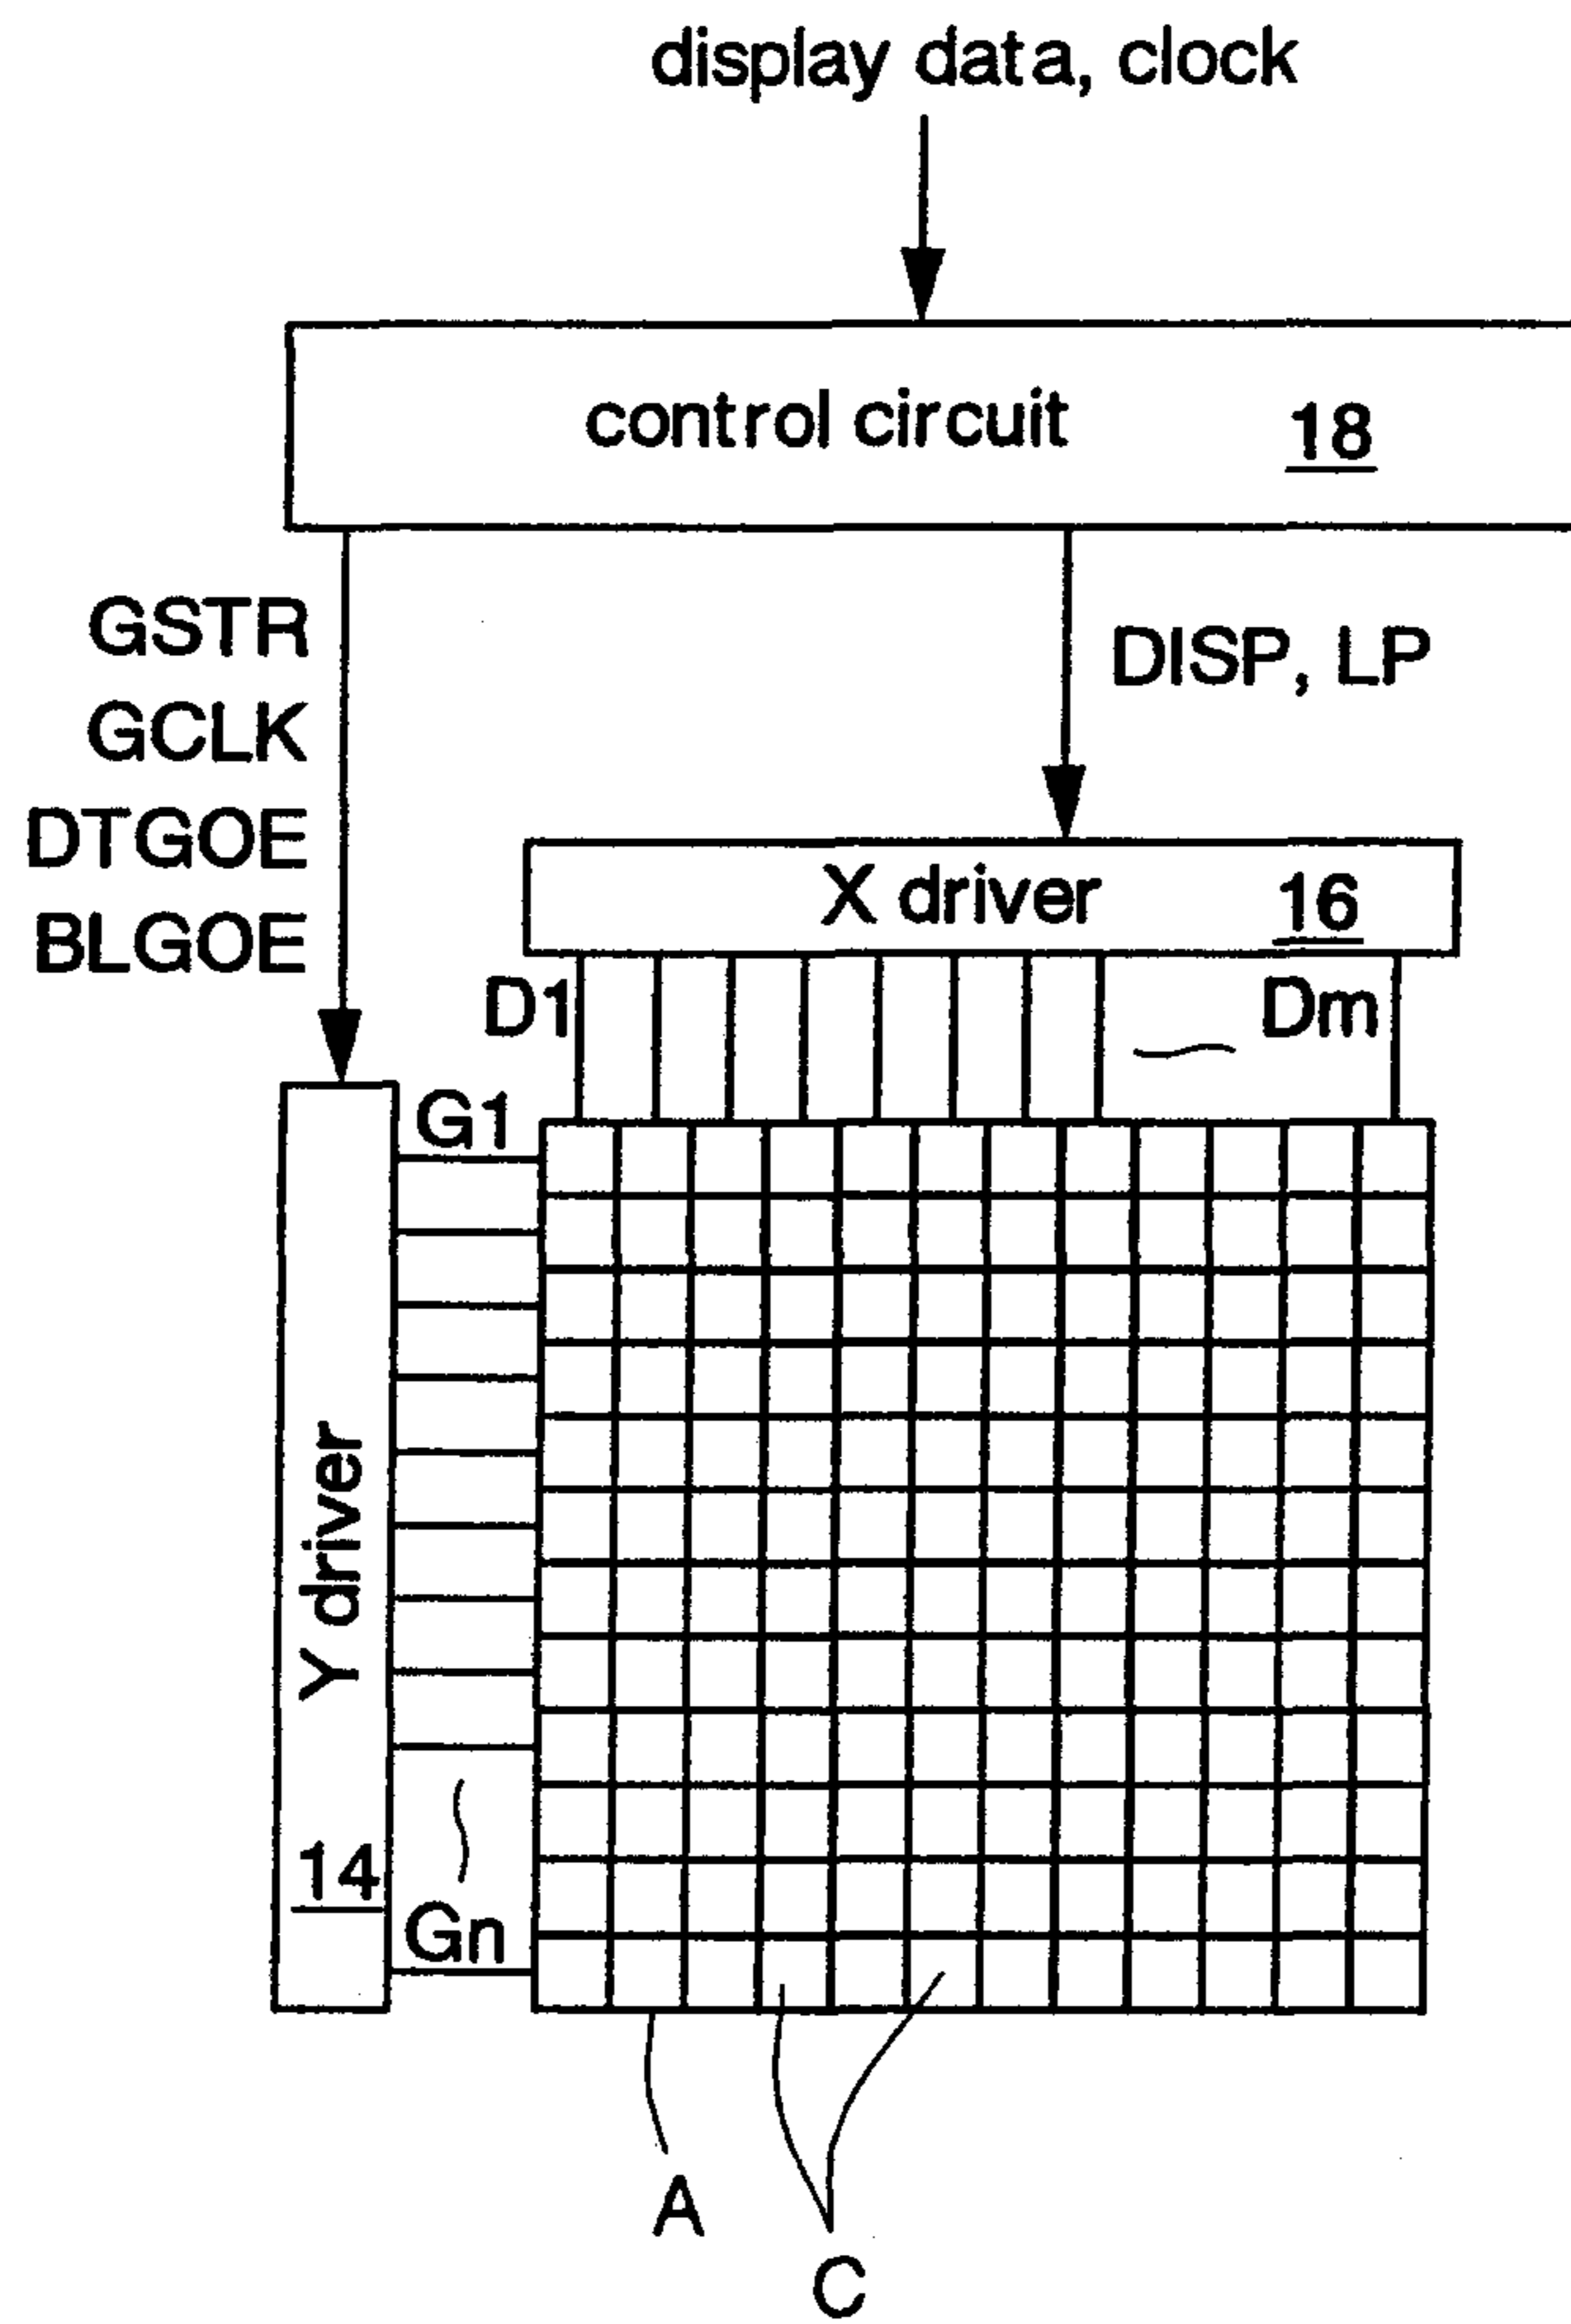 display data, clock
control circuit 18
GSTR
GCLK
DTGOE
BLGOE
DISP, LP
X driver 16
D1
Dm
G1
Y driver 14
Gn
A
C